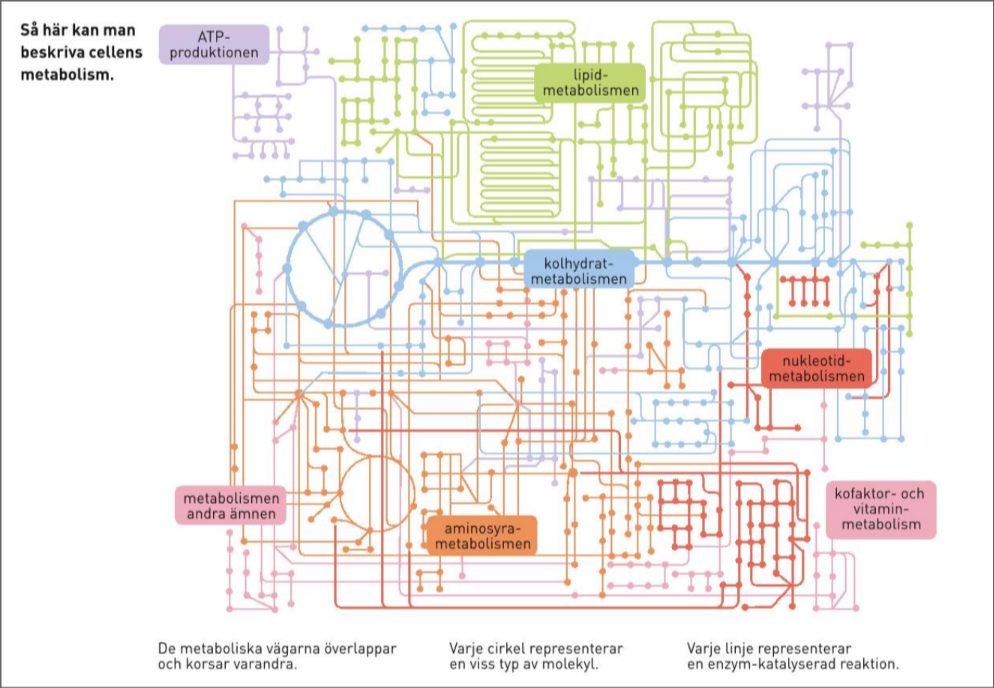 Så här kan man
beskriva cellens
metabolism.
ATP-
produktionen
lipid-
metabolismen
kolhydrat-
metabolismen
nukleotid-
metabolismen
metabolismen
andra ämnen
aminosyra-
metabolismen
kofaktor- och
vitamin-
metabolism
De metaboliska vägarna överlappar
och korsar varandra.
Varje cirkel representerar
en viss typ av molekyl.
Varje linje representerar
en enzym-katalyserad reaktion.